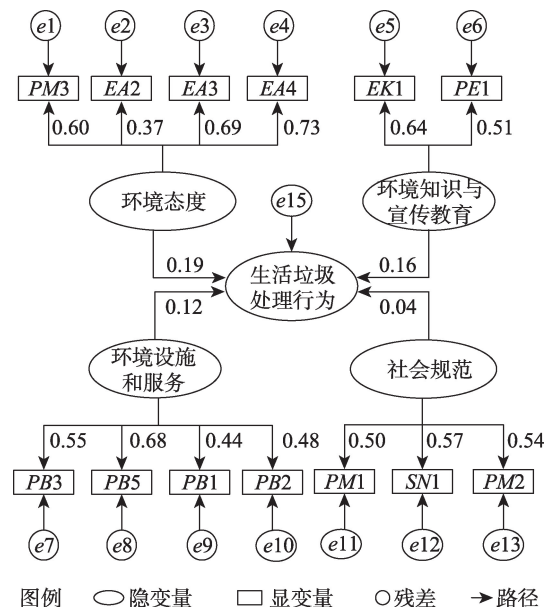 e1 e2 e3 e4 e5 e6
PM3 EA2 EA3 EA4 EK1 PE1
0.60 0.37 0.69 0.73 0.64 0.51
环境态度
环境知识与
宣传教育
e15
0.19 0.16
生活垃圾
处理行为
0.12 0.04
环境设施
和服务
社会规范
0.55 0.68 0.44 0.48 0.50 0.57 0.54
PB3 PB5 PB1 PB2 PM1 SN1 PM2
e7 e8 e9 e10 e11 e12 e13
图例 隐变量 显变量 残差 路径